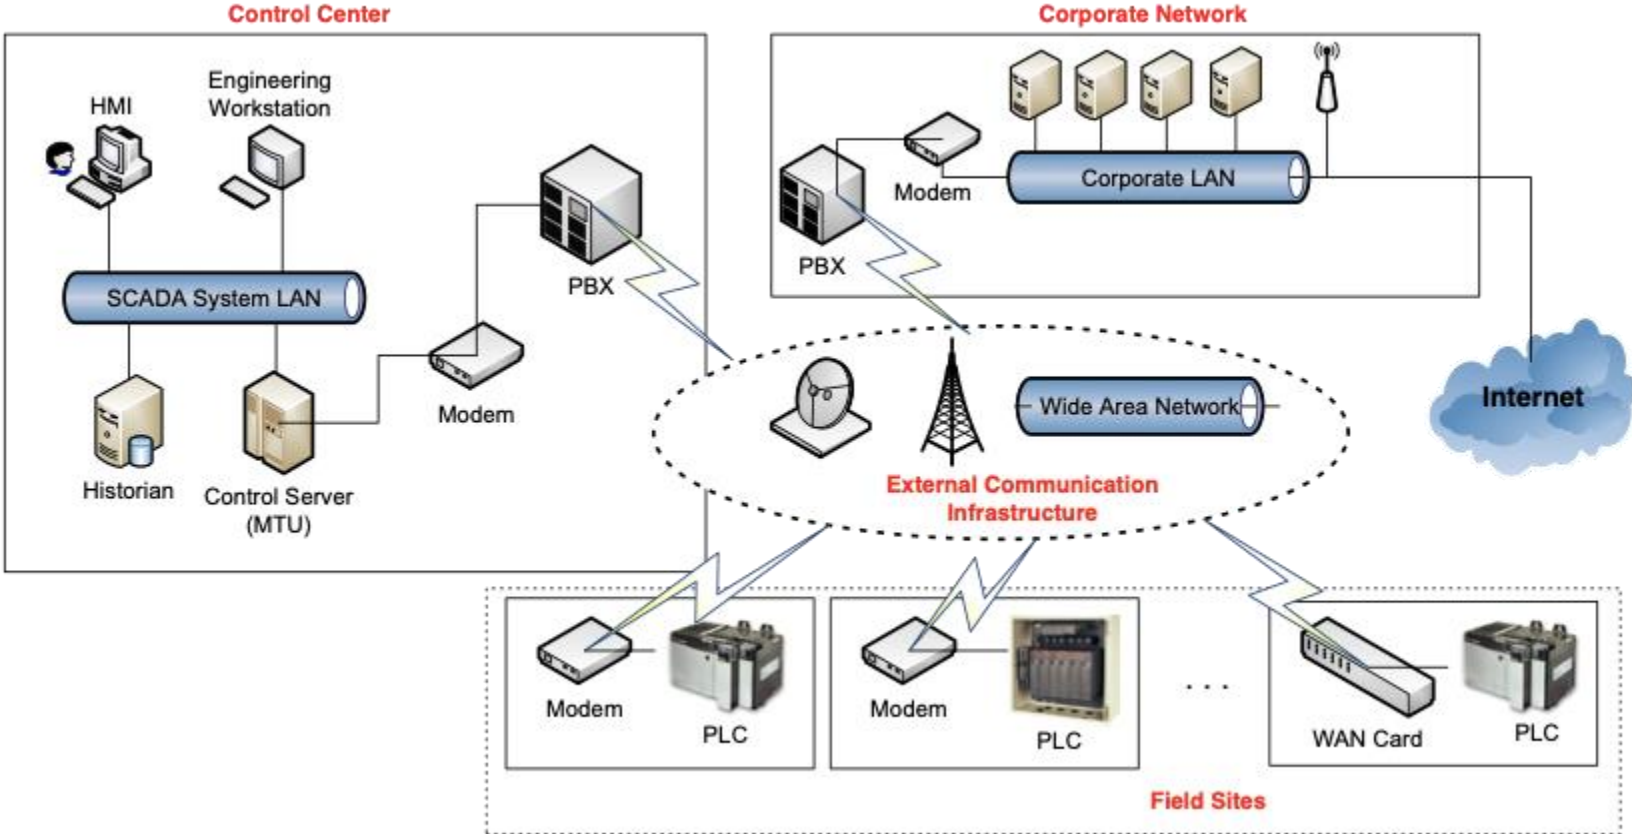 Control Center
Corporate Network
HMI
Engineering
Workstation
SCADA System LAN
Historian
Control Server
(MTU)
Modem
PBX
PBX
Modem
Corporate LAN
Internet
Wide Area Network
External Communication
Infrastructure
Modem
PLC
Modem
PLC
. . .
WAN Card
PLC
Field Sites